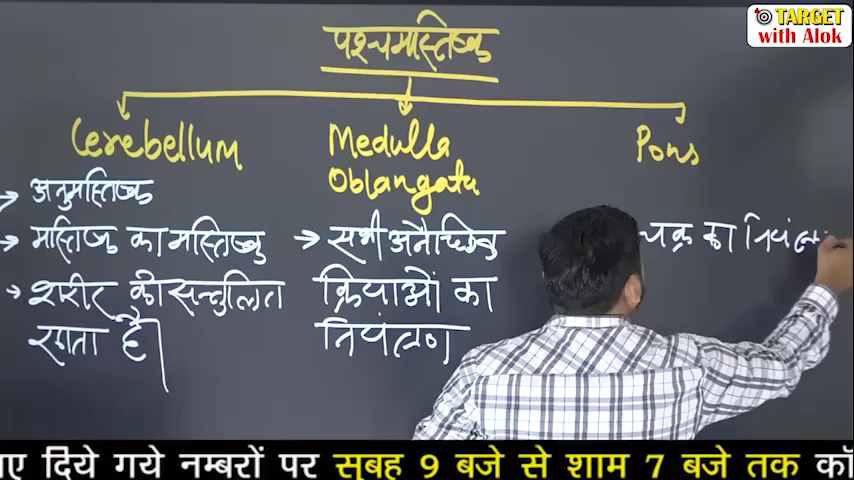 TARGET
with Alok
पश्चमस्तिष्क
Cerebellum
→ अनुमस्तिष्क
→ मस्तिष्क का मस्तिष्क
→ शरीर को सन्तुलित
रखता है।
Medulla
Oblangata
→ सभी अनैच्छिक
क्रियाओं का
नियंत्रण
Pons
चक्र का
दिये गये नम्बरों पर सुबह 9 बजे से शाम 7 बजे तक